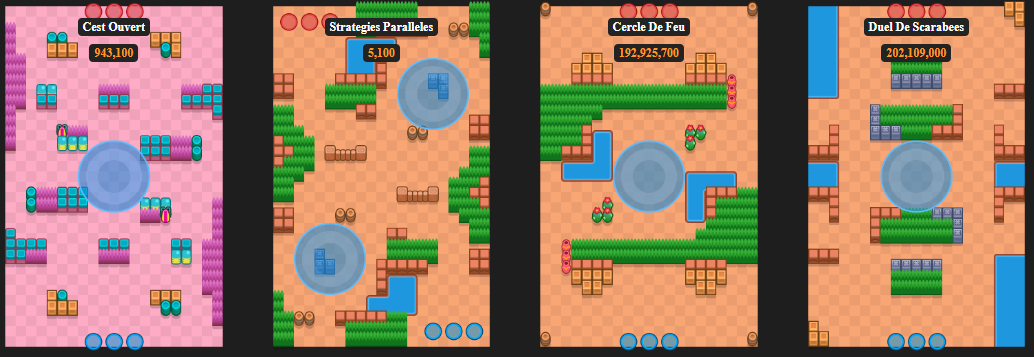 Cest Ouvert
943,100
Strategies Paralleles
5,100
Cercle De Feu
192,925,700
Duel De Scarabees
202,109,000